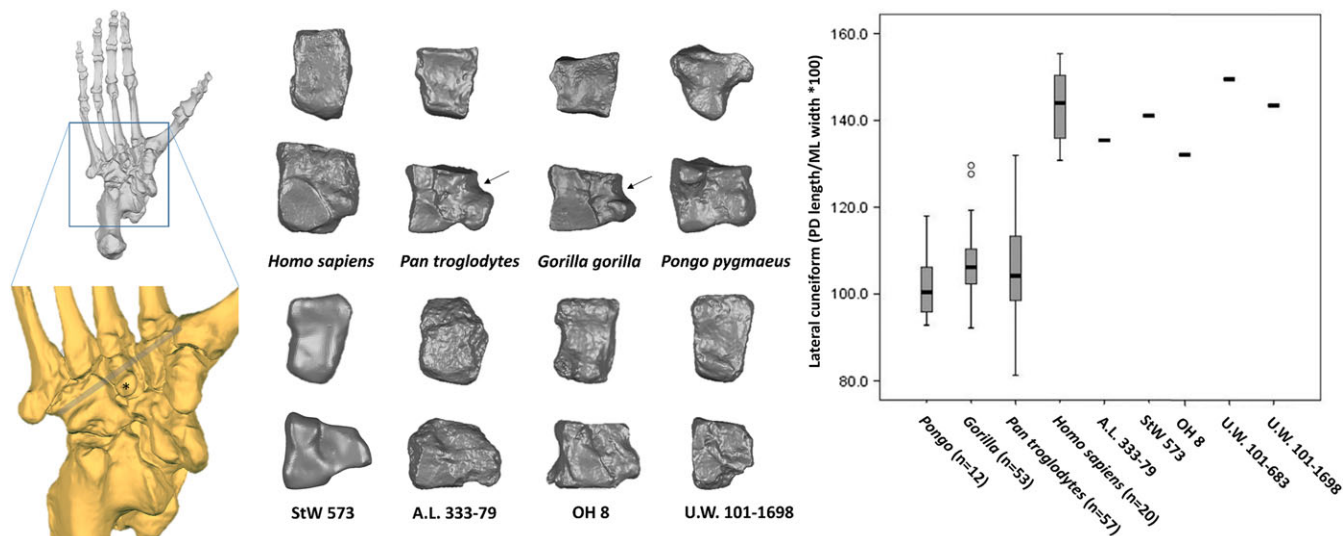 *
Homo sapiens
Pan troglodytes
Gorilla gorilla
Pongo pygmaeus
StW 573
A.L. 333-79
OH 8
U.W. 101-1698
Lateral cuneiform (PD length/ML width *100)
160.0
140.0
120.0
100.0
80.0
Pongo (n=12)
Gorilla (n=53)
Pan troglodytes (n=57)
Homo sapiens (n=20)
A.L. 333-79
StW 573
OH 8
U.W. 101-683
U.W. 101-1698